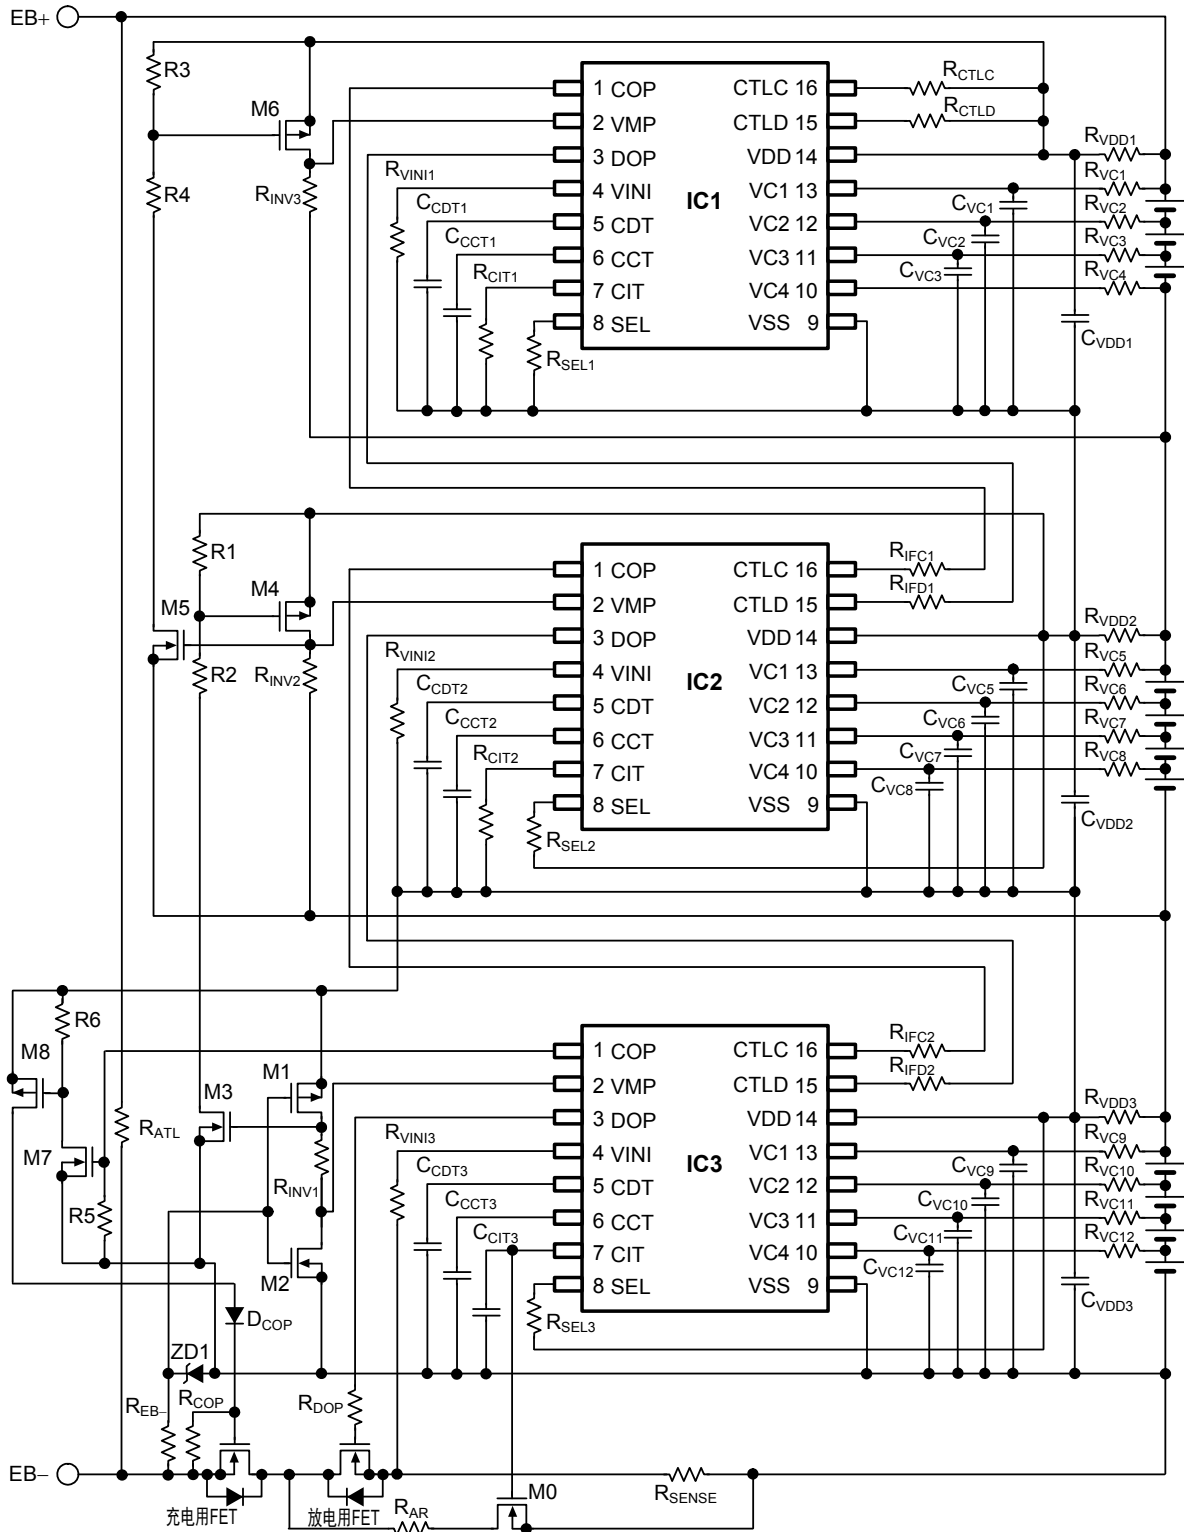 EB+
R3
M6
R4
RINV3
RVINI1
CCDT1
CCCT1
RCIT1
RSEL1
1 COP
2 VMP
3 DOP
4 VINI
5 CDT
6 CCT
7 CIT
8 SEL
IC1
CTLC 16
CTLD 15
VDD 14
VC1 13
VC2 12
VC3 11
VC4 10
VSS 9
RCTLC
RCTLD
RVDD1
RVC1
RVC2
RVC3
RVC4
CVC1
CVC2
CVC3
CVDD1
R1
M4
M5
R2
RINV2
RVINI2
CCDT2
CCCT2
RCIT2
RSEL2
1 COP
2 VMP
3 DOP
4 VINI
5 CDT
6 CCT
7 CIT
8 SEL
IC2
CTLC 16
CTLD 15
VDD 14
VC1 13
VC2 12
VC3 11
VC4 10
VSS 9
RIFC1
RIFD1
RVDD2
RVC5
RVC6
RVC7
RVC8
CVC5
CVC6
CVC7
CVC8
CVDD2
R6
M8
M1
M3
RATL
M7
RINV1
R5
M2
DCOP
ZD1
RVINI3
CCDT3
CCCT3
CCIT3
RSEL3
1 COP
2 VMP
3 DOP
4 VINI
5 CDT
6 CCT
7 CIT
8 SEL
IC3
CTLC 16
CTLD 15
VDD 14
VC1 13
VC2 12
VC3 11
VC4 10
VSS 9
RIFC2
RIFD2
RVDD3
RVC9
RVC10
RVC11
RVC12
CVC9
CVC10
CVC11
CVC12
CVDD3
REB−
RCOP
RDOP
EB−
充电用FET
放电用FET
RAR
M0
RSENSE